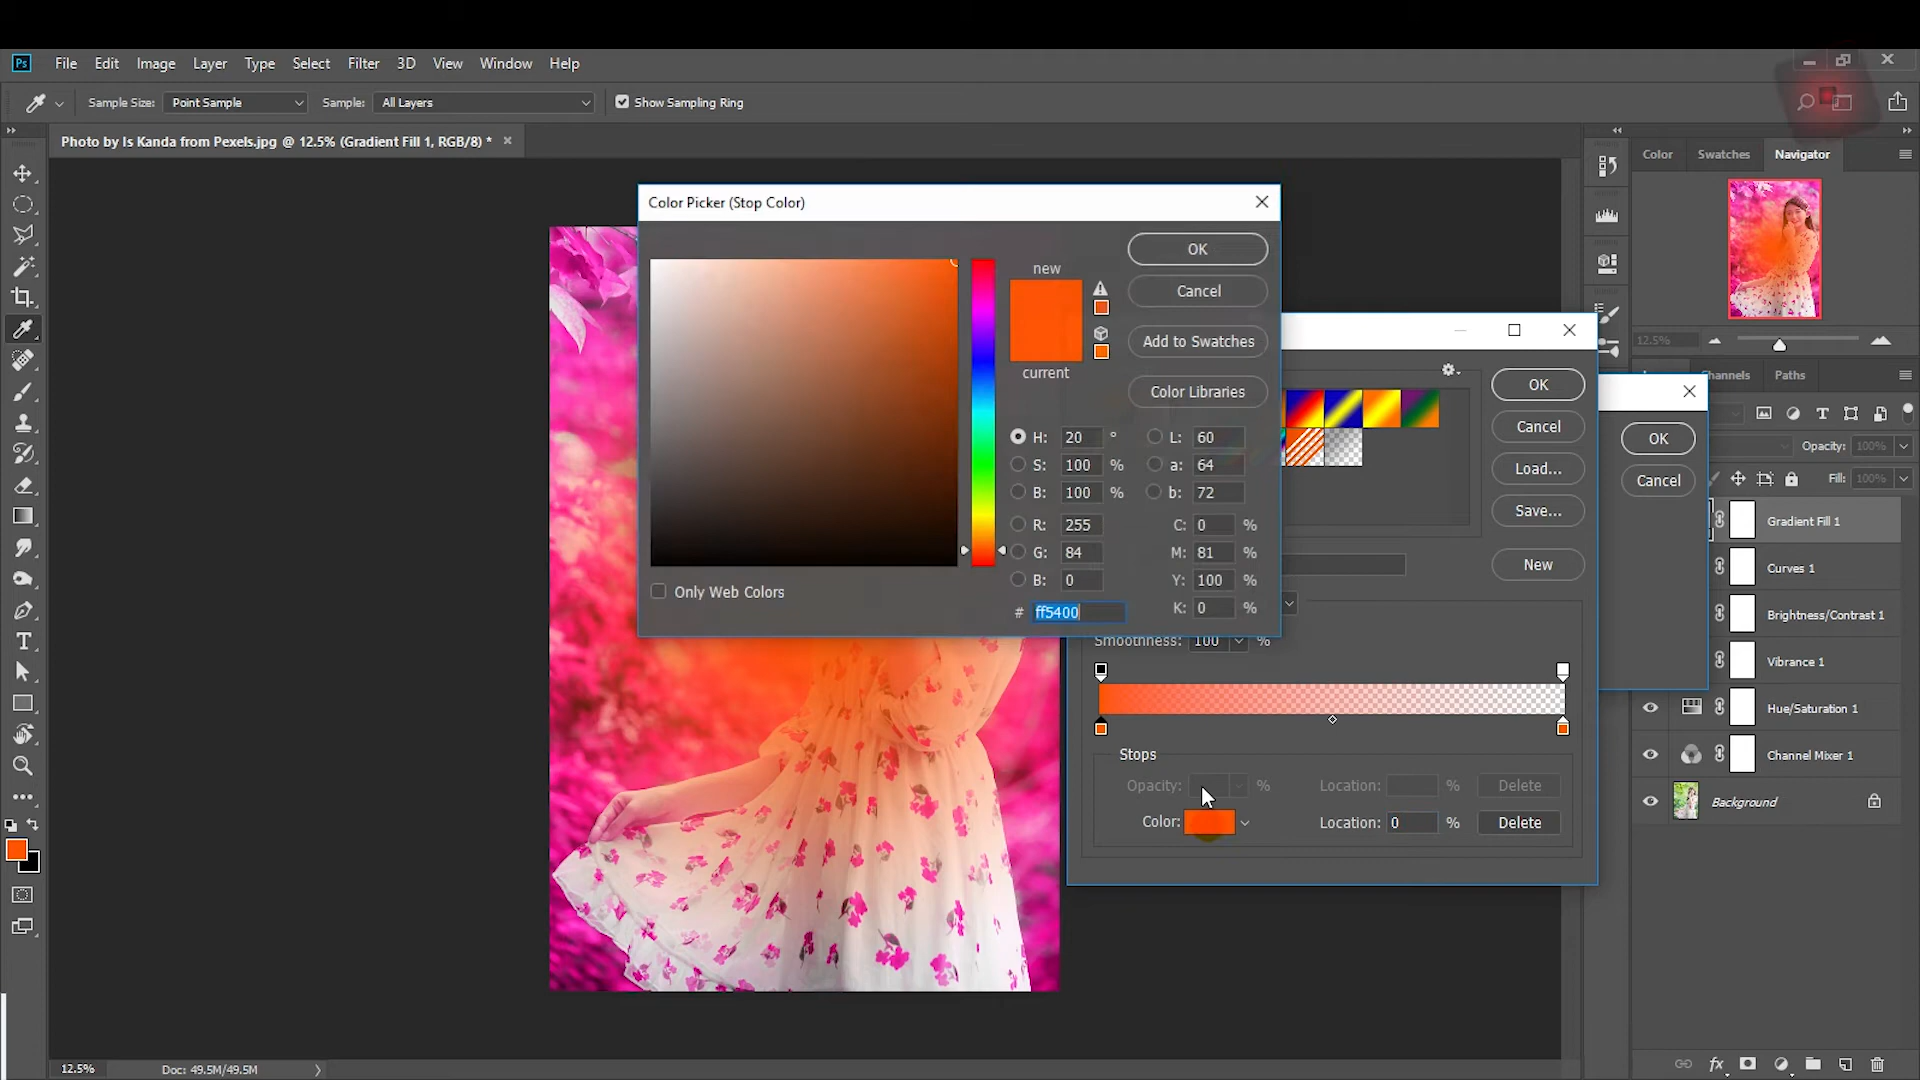 Ps File Edit Image Layer Type Select Filter 3D View Window Help
Sample Size: Point Sample Sample: All Layers Show Sampling Ring
Photo by Is Kanda from Pexels.jpg @ 12.5% (Gradient Fill 1, RGB/8) *
Color Swatches Navigator
12.5%
Channels Paths
Opacity: 100%
Fill: 100%
Gradient Fill 1
Curves 1
Brightness/Contrast 1
Vibrance 1
Hue/Saturation 1
Channel Mixer 1
Background
OK
Cancel
Color Picker (Stop Color)
new
current
OK
Cancel
Add to Swatches
Color Libraries
H: 20 ° L: 60
S: 100 % a: 64
B: 100 % b: 72
R: 255 C: 0 %
G: 84 M: 81 %
B: 0 Y: 100 %
# ff5400 K: 0 %
Only Web Colors
OK
Cancel
Load...
Save...
New
Smoothness: 100 %
Stops
Opacity: % Location: % Delete
Color: Location: 0 % Delete
T
12.5% Doc: 49.5M/49.5M
fx